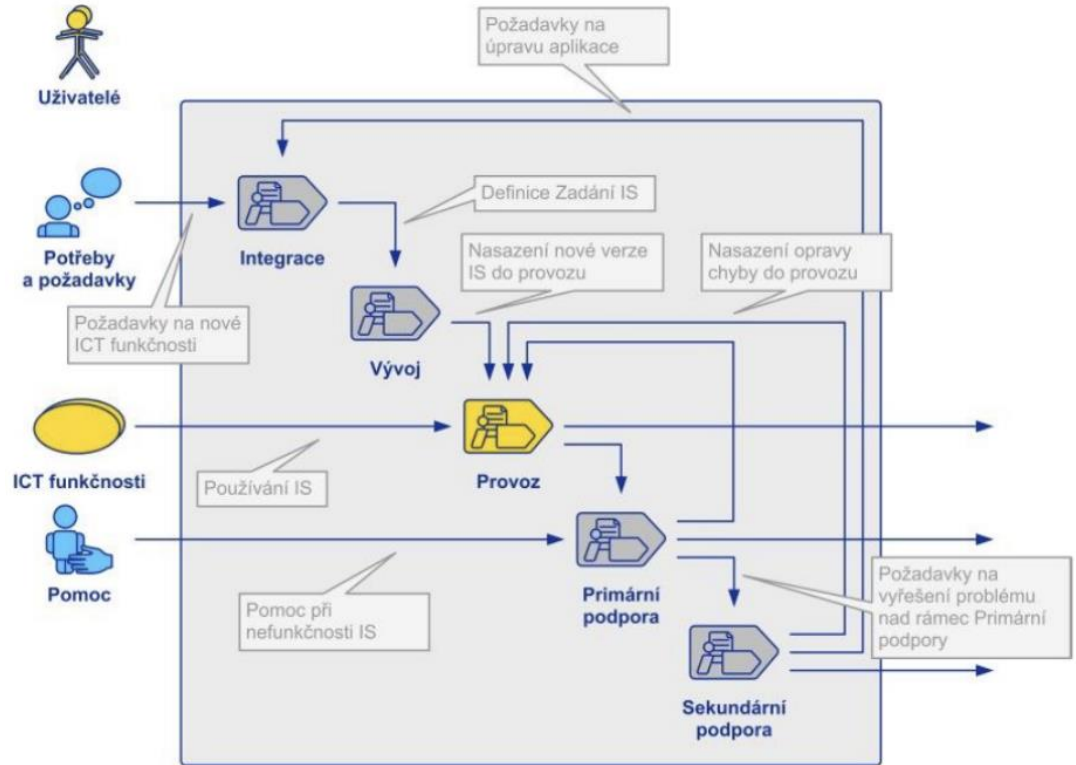 Požadavky na
úpravu aplikace
Uživatelé
Definice Zadání IS
Integrace
Potřeby
a požadavky
Nasazení nové verze
IS do provozu
Nasazení opravy
chyby do provozu
Požadavky na nové
ICT funkčnosti
Vývoj
ICT funkčnosti
Používání IS
Provoz
Pomoc
Pomoc při
nefunkčnosti IS
Primární
podpora
Požadavky na
vyřešení problému
nad rámec Primární
podpory
Sekundární
podpora